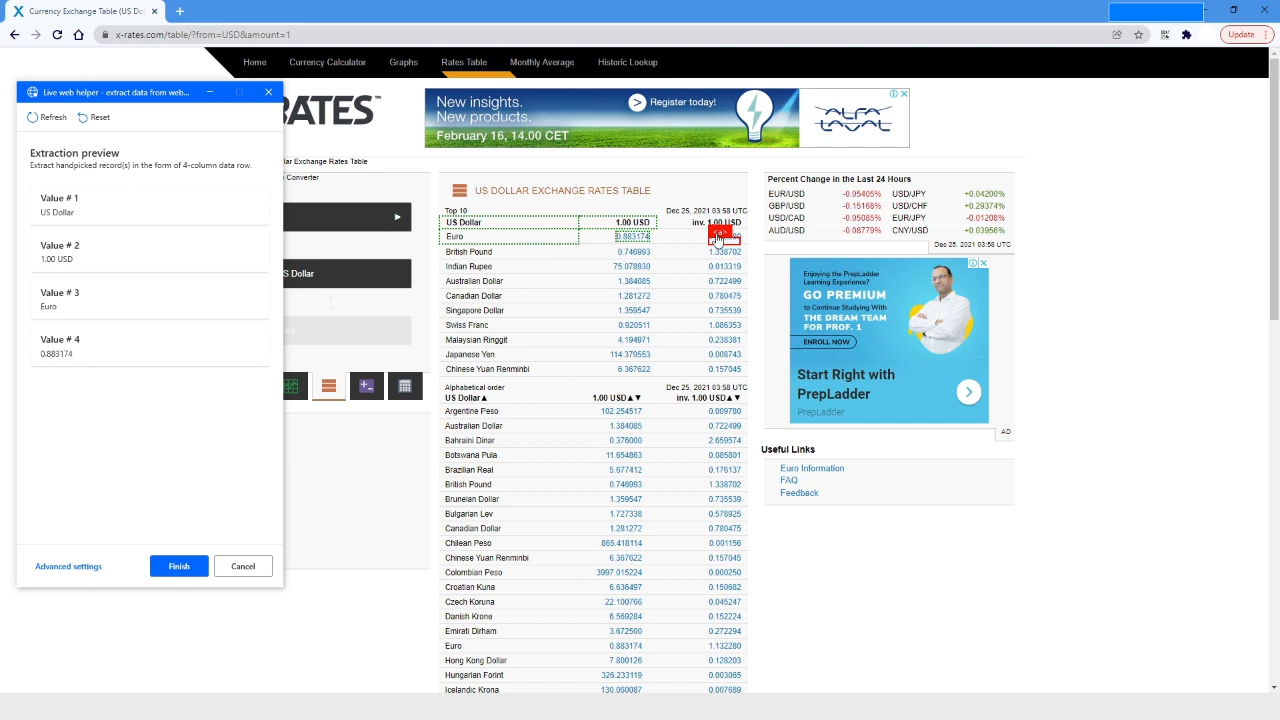 Currency Exchange Table (US Do
x-rates.com/table/?from=USD&amount=1
Update
Home Currency Calculator Graphs Rates Table Monthly Average Historic Lookup
Live web helper - extract data from web...
Refresh Reset
Extraction preview
Extract handpicked record(s) in the form of 4-column data row.
Value # 1
US Dollar
Value # 2
1.00 USD
Value # 3
Euro
Value # 4
0.883174
Advanced settings Finish Cancel
RATES™
New insights.
New products.
February 16, 14.00 CET
Register today!
ALFA
LAVAL
lar Exchange Rates Table
e Converter
S Dollar
US DOLLAR EXCHANGE RATES TABLE
Top 10 Dec 25, 2021 03:58 UTC
US Dollar 1.00 USD inv. 1.00 USD
Euro 0.883174
<a>
British Pound 0.746993 1.338702
Indian Rupee 75.078930 0.013319
Australian Dollar 1.384085 0.722499
Canadian Dollar 1.281272 0.780475
Singapore Dollar 1.359547 0.735539
Swiss Franc 0.920511 1.086353
Malaysian Ringgit 4.194971 0.238381
Japanese Yen 114.379553 0.008743
Chinese Yuan Renminbi 6.367622 0.157045
Alphabetical order Dec 25, 2021 03:58 UTC
US Dollar▲ 1.00 USD▲▼ inv. 1.00 USD▲▼
Argentine Peso 102.254517 0.009780
Australian Dollar 1.384085 0.722499
Bahraini Dinar 0.376000 2.659574
Botswana Pula 11.654863 0.085801
Brazilian Real 5.677412 0.176137
British Pound 0.746993 1.338702
Bruneian Dollar 1.359547 0.735539
Bulgarian Lev 1.727338 0.578925
Canadian Dollar 1.281272 0.780475
Chilean Peso 865.418114 0.001156
Chinese Yuan Renminbi 6.367622 0.157045
Colombian Peso 3997.015224 0.000250
Croatian Kuna 6.636497 0.150682
Czech Koruna 22.100766 0.045247
Danish Krone 6.569284 0.152224
Emirati Dirham 3.672500 0.272294
Euro 0.883174 1.132280
Hong Kong Dollar 7.800126 0.128203
Hungarian Forint 326.233119 0.003065
Icelandic Krona 130.060087 0.007689
Percent Change in the Last 24 Hours
EUR/USD -0.05405% USD/JPY +0.04200%
GBP/USD -0.15168% USD/CHF +0.29374%
USD/CAD -0.05085% EUR/JPY -0.01208%
AUD/USD -0.08779% CNY/USD +0.03956%
Dec 25, 2021 03:58 UTC
Enjoying the PrepLadder
Learning Experience?
GO PREMIUM
to Continue Studying With
THE DREAM TEAM
FOR PROF. 1
ENROLL NOW
Start Right with
PrepLadder
PrepLadder
AD
Useful Links
Euro Information
FAQ
Feedback